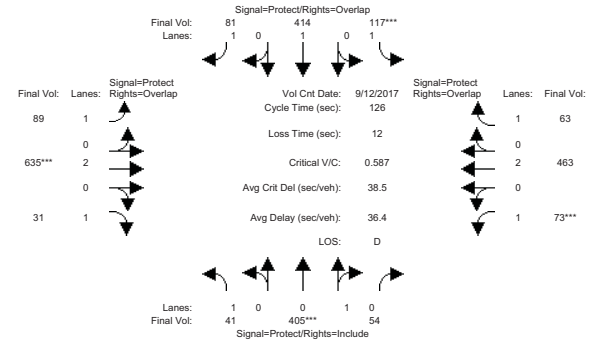 Signal=Protect/Rights=Overlap
Final Vol: 81 414 117***
Lanes: 1 0 1 0 1
Signal=Protect
Final Vol: Lanes: Rights=Overlap
Vol Cnt Date: 9/12/2017
Signal=Protect
Rights=Overlap Lanes: Final Vol:
Cycle Time (sec): 126
89 1
1 63
Loss Time (sec): 12
0
0
635*** 2
Critical V/C: 0.587
2 463
0
Avg Crit Del (sec/veh): 38.5
0
31 1
Avg Delay (sec/veh): 36.4
1 73***
LOS: D
Lanes: 1 0 0 1 0
Final Vol: 41 405*** 54
Signal=Protect/Rights=Include